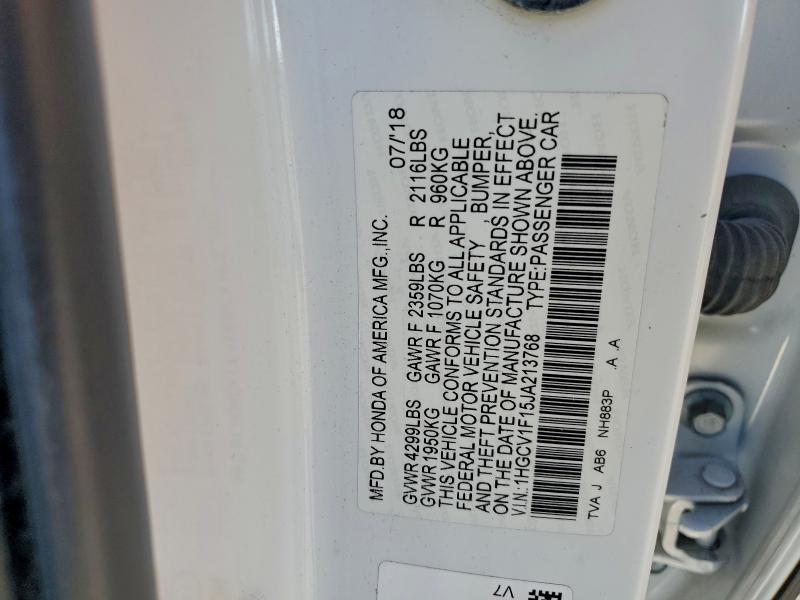 MFD.BY HONDA OF AMERICA MFG.,INC. 07/'18
GVWR 4299LBS GAWR F 2359LBS R 2116LBS
GVWR 1950KG GAWR F 1070KG R 960KG
THIS VEHICLE CONFORMS TO ALL APPLICABLE
FEDERAL MOTOR VEHICLE SAFETY , BUMPER,
AND THEFT PREVENTION STANDARDS IN EFFECT
ON THE DATE OF MANUFACTURE SHOWN ABOVE.
V.I.N:1HGCV1F15JA213768 TYPE:PASSENGER CAR
TVA J AB6 NH883P .A .A
V7